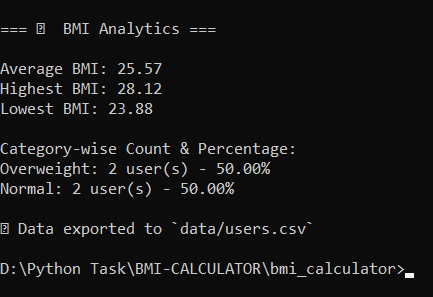 === ⍰  BMI Analytics ===
Average BMI: 25.57
Highest BMI: 28.12
Lowest BMI: 23.88
Category-wise Count & Percentage:
Overweight: 2 user(s) - 50.00%
Normal: 2 user(s) - 50.00%
⍰ Data exported to `data/users.csv`
D:\Python Task\BMI-CALCULATOR\bmi_calculator>